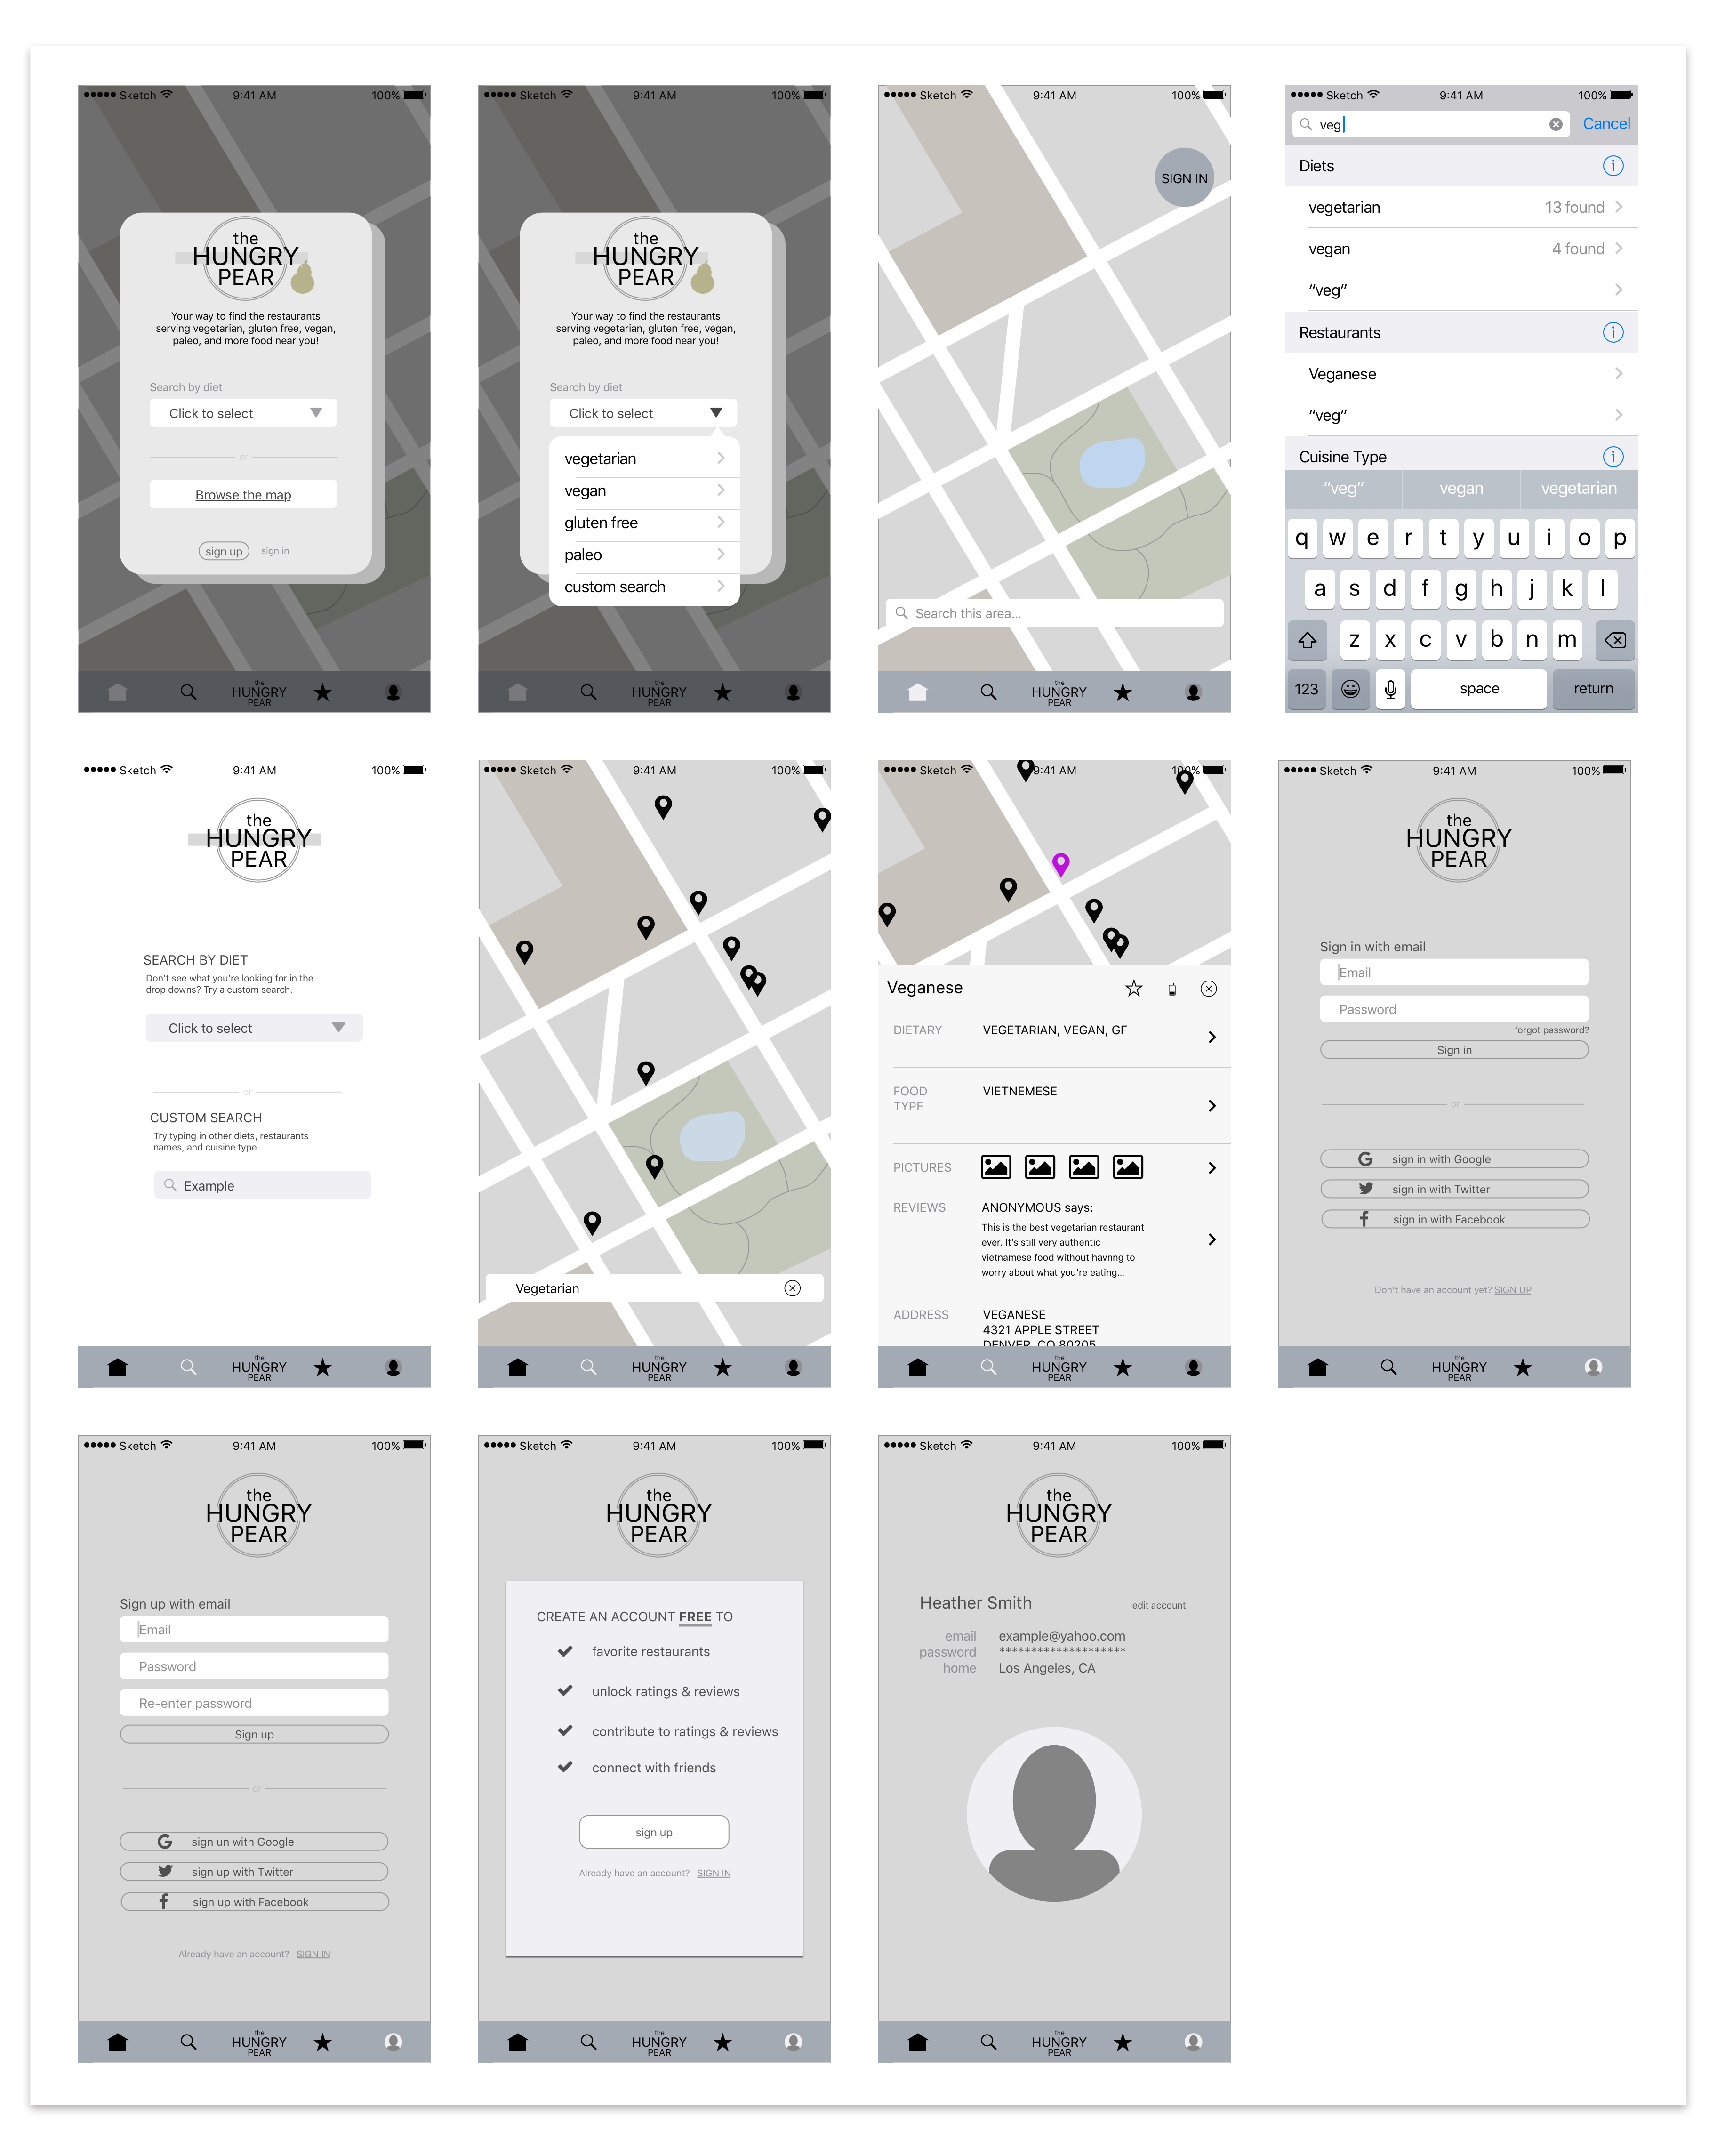 Sketch 9:41 AM 100%
the
HUNGRY
PEAR
Your way to find the restaurants
serving vegetarian, gluten free, vegan,
paleo, and more food near you!
Search by diet
Click to select
or
Browse the map
sign up sign in
the
HUNGRY
PEAR
Sketch 9:41 AM 100%
the
HUNGRY
PEAR
Your way to find the restaurants
serving vegetarian, gluten free, vegan,
paleo, and more food near you!
Search by diet
Click to select
vegetarian
vegan
gluten free
paleo
custom search
the
HUNGRY
PEAR
Sketch 9:41 AM 100%
SIGN IN
Search this area...
the
HUNGRY
PEAR
Sketch 9:41 AM 100%
veg Cancel
Diets
vegetarian 13 found
vegan 4 found
“veg”
Restaurants
Veganese
“veg”
Cuisine Type
“veg” vegan vegetarian
q w e r t y u i o p
a s d f g h j k l
z x c v b n m
123 space return
Sketch 9:41 AM 100%
the
HUNGRY
PEAR
SEARCH BY DIET
Don’t see what you’re looking for in the
drop downs? Try a custom search.
Click to select
or
CUSTOM SEARCH
Try typing in other diets, restaurants
names, and cuisine type.
Example
the
HUNGRY
PEAR
Sketch 9:41 AM 100%
Vegetarian
the
HUNGRY
PEAR
Sketch 9:41 AM 100%
Veganese
DIETARY VEGETARIAN, VEGAN, GF
FOOD VIETNEMESE
TYPE
PICTURES
REVIEWS ANONYMOUS says:
This is the best vegetarian restaurant
ever. It’s still very authentic
vietnamese food without havnng to
worry about what you’re eating...
ADDRESS VEGANESE
4321 APPLE STREET
DENVER, CO 80205
the
HUNGRY
PEAR
Sketch 9:41 AM 100%
the
HUNGRY
PEAR
Sign in with email
Email
Password
forgot password?
Sign in
or
sign in with Google
sign in with Twitter
sign in with Facebook
Don’t have an account yet? SIGN UP
the
HUNGRY
PEAR
Sketch 9:41 AM 100%
the
HUNGRY
PEAR
Sign up with email
Email
Password
Re-enter password
Sign up
or
sign un with Google
sign up with Twitter
sign up with Facebook
Already have an account? SIGN IN
the
HUNGRY
PEAR
Sketch 9:41 AM 100%
the
HUNGRY
PEAR
CREATE AN ACCOUNT FREE TO
favorite restaurants
unlock ratings & reviews
contribute to ratings & reviews
connect with friends
sign up
Already have an account? SIGN IN
the
HUNGRY
PEAR
Sketch 9:41 AM 100%
the
HUNGRY
PEAR
Heather Smith edit account
email example@yahoo.com
password ********************
home Los Angeles, CA
the
HUNGRY
PEAR